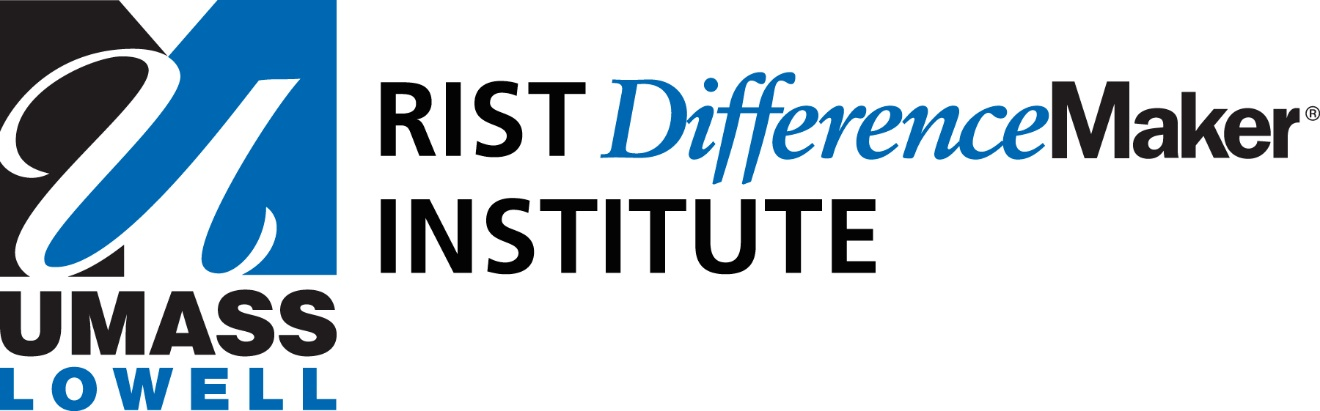 U
UMASS
LOWELL
RIST DifferenceMaker®
INSTITUTE